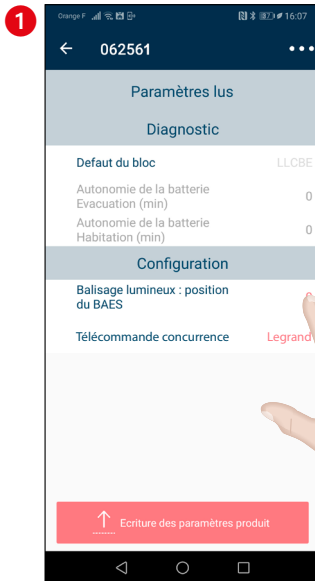 1
Orange F 16:07
062561
Paramètres lus
Diagnostic
Defaut du bloc LLCBE
Autonomie de la batterie 0
Evacuation (min)
Autonomie de la batterie 0
Habitation (min)
Configuration
Balisage lumineux : position
du BAES
Télécommande concurrence Legrand
Ecriture des paramètres produit